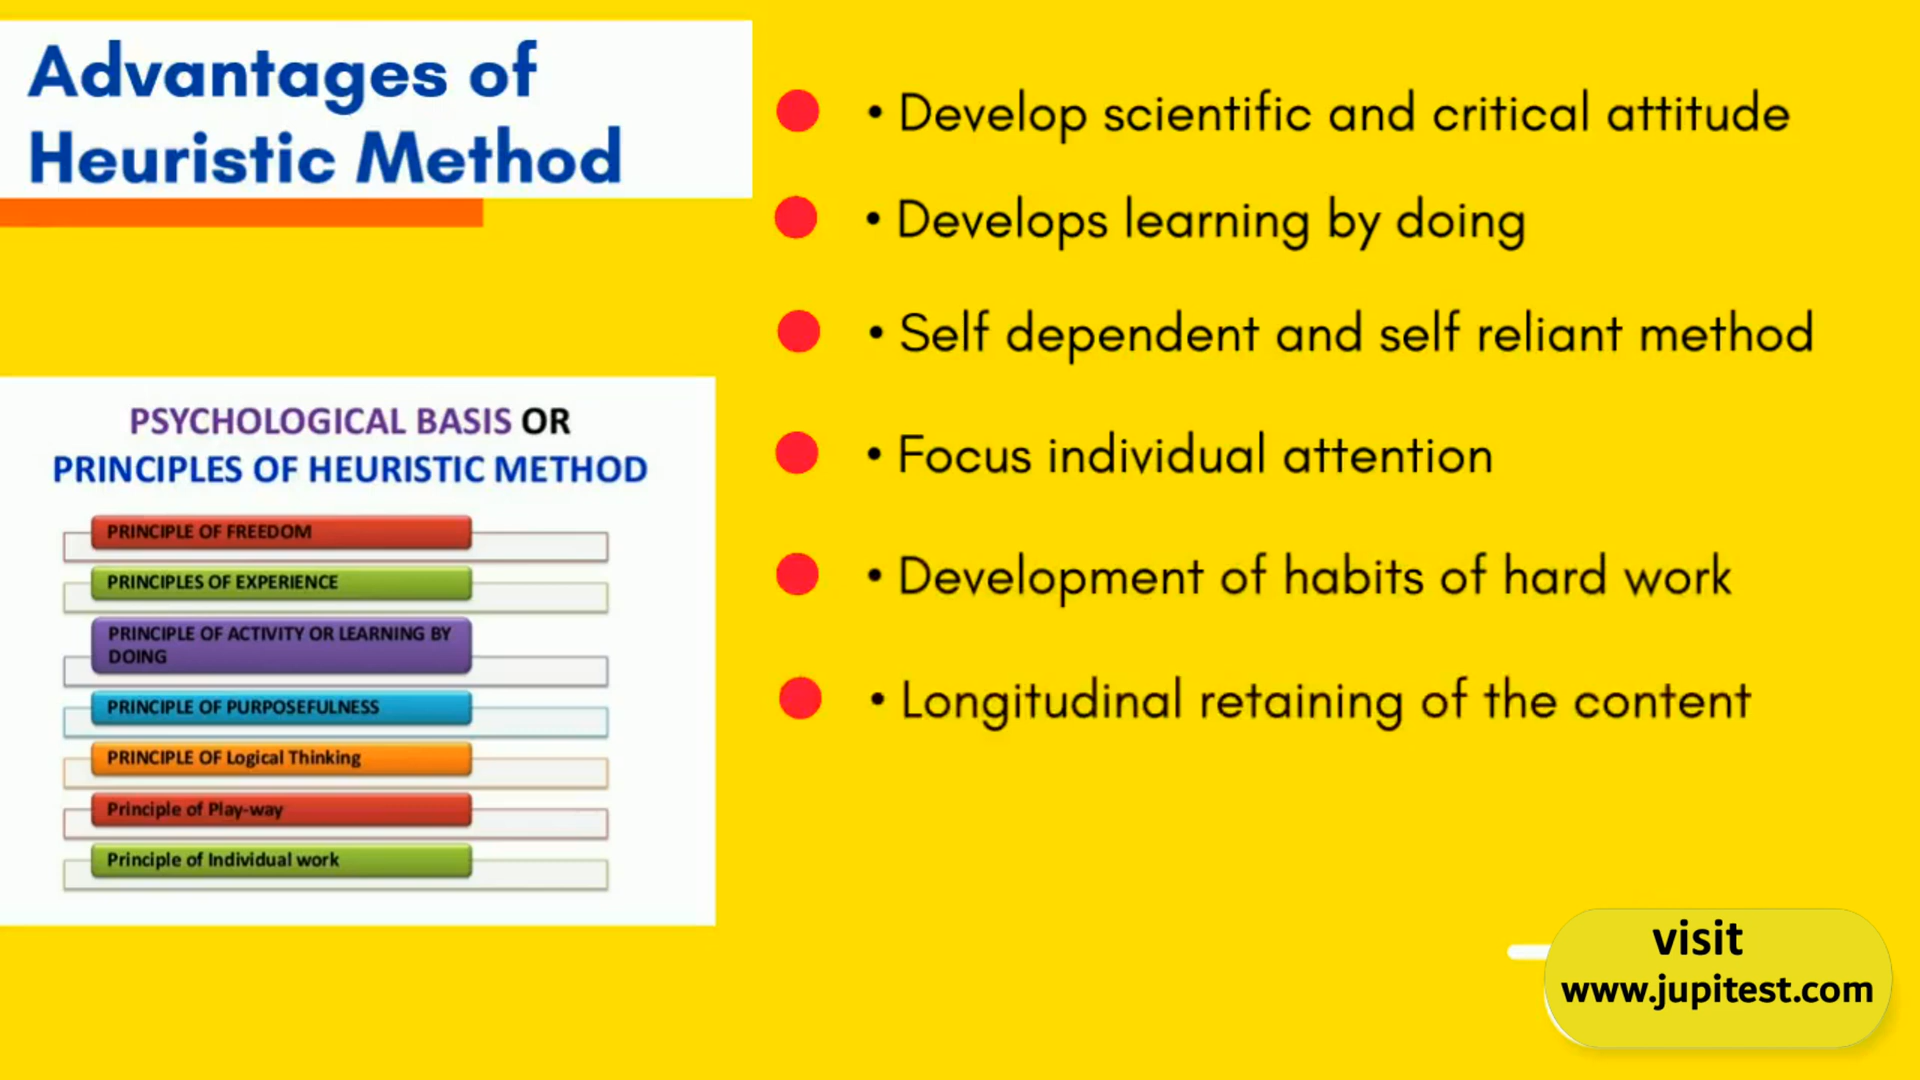 Advantages of
Heuristic Method
• Develop scientific and critical attitude
• Develops learning by doing
• Self dependent and self reliant method
• Focus individual attention
• Development of habits of hard work
• Longitudinal retaining of the content
PSYCHOLOGICAL BASIS OR
PRINCIPLES OF HEURISTIC METHOD
PRINCIPLE OF FREEDOM
PRINCIPLES OF EXPERIENCE
PRINCIPLE OF ACTIVITY OR LEARNING BY
DOING
PRINCIPLE OF PURPOSEFULNESS
PRINCIPLE OF Logical Thinking
Principle of Play-way
Principle of Individual work
visit
www.jupitest.com